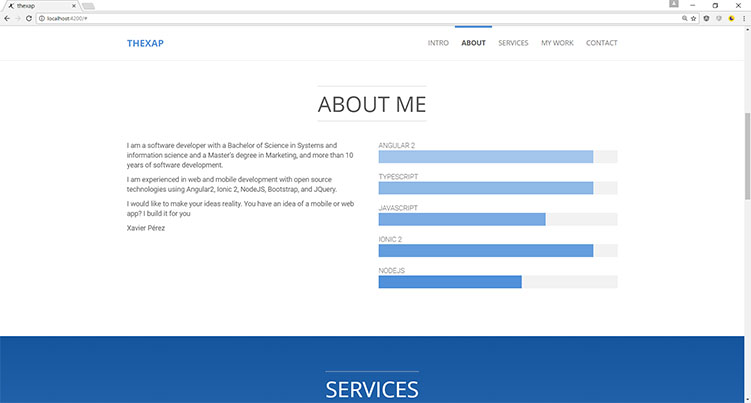 thexap
localhost:4200/#
THEXAP
INTRO
ABOUT
SERVICES
MY WORK
CONTACT
ABOUT ME
I am a software developer with a Bachelor of Science in Systems and
information science and a Master's degree in Marketing, and more than 10
years of software development.
I am experienced in web and mobile development with open source
technologies using Angular2, Ionic 2, NodeJS, Bootstrap, and JQuery.
I would like to make your ideas reality. You have an idea of a mobile or web
app? I build it for you
Xavier Pérez
ANGULAR 2
TYPESCRIPT
JAVASCRIPT
IONIC 2
NODEJS
SERVICES